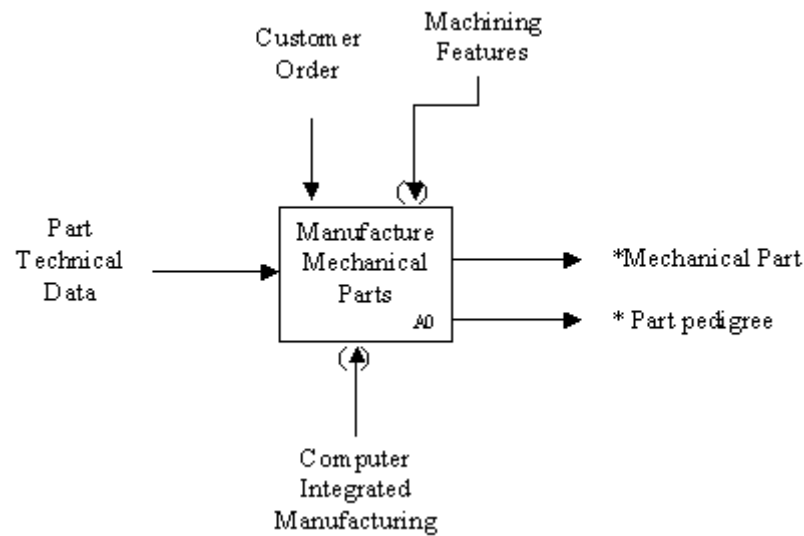 Customer
Order
Machining
Features
Part
Technical
Data
Manufacture
Mechanical
Parts
A0
*Mechanical Part
* Part pedigree
Computer
Integrated
Manufacturing